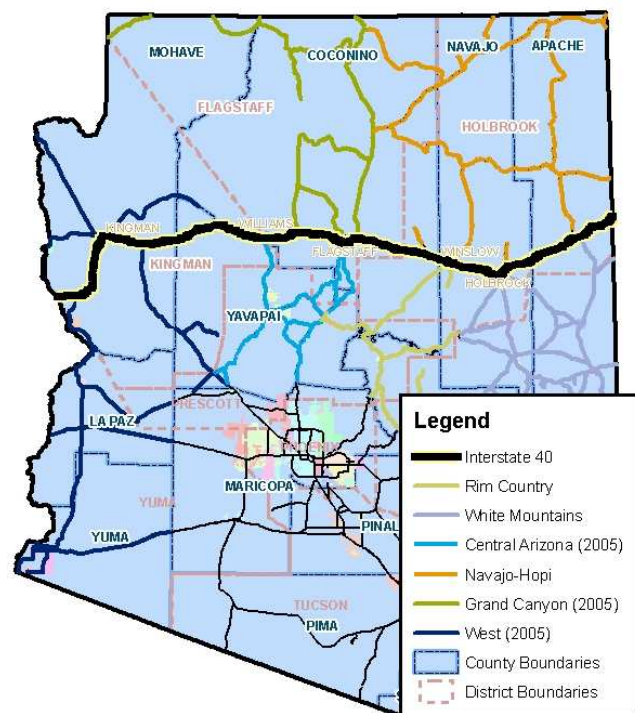 MOHAVE
COCONINO
NAVAJO
APACHE
FLAGSTAFF
HOLBROOK
KINGMAN
WILLIAMS
FLAGSTAFF
WINSLOW
HOLBROOK
KINGMAN
YAVAPAI
PRESCOTT
LA PAZ
PHOENIX
MARICOPA
YUMA
YUMA
PINAL
TUCSON
PIMA
Legend
Interstate 40
Rim Country
White Mountains
Central Arizona (2005)
Navajo-Hopi
Grand Canyon (2005)
West (2005)
County Boundaries
District Boundaries